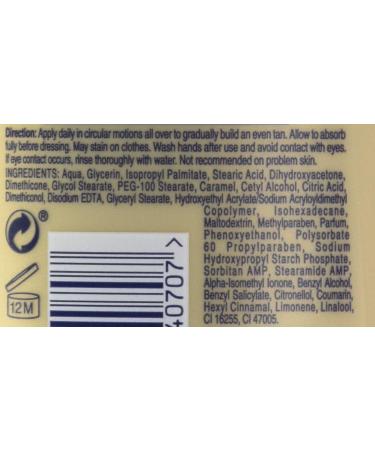 Direction: Apply daily in circular motions all over to gradually build an even tan. Allow to absorb
fully before dressing. May stain on clothes. Wash hands after use and avoid contact with eyes.
If eye contact occurs, rinse thoroughly with water. Not recommended on problem skin.
INGREDIENTS: Aqua, Glycerin, Isopropyl Palmitate, Stearic Acid, Dihydroxyacetone,
Dimethicone, Glycol Stearate, PEG-100 Stearate, Caramel, Cetyl Alcohol, Citric Acid,
Dimethiconol, Disodium EDTA, Glyceryl Stearate, Hydroxyethyl Acrylate/Sodium Acryloyldimethyl
Copolymer, Isohexadecane,
Maltodextrin, Methylparaben, Parfum,
Phenoxyethanol, Polysorbate
60 Propylparaben, Sodium
Hydroxypropyl Starch Phosphate,
Sorbitan AMP, Stearamide AMP,
Alpha-Isomethyl Ionone, Benzyl Alcohol,
Benzyl Salicylate, Citronellol, Coumarin,
Hexyl Cinnamal, Limonene, Linalool,
CI 16255, CI 47005.
®
12M
40707>